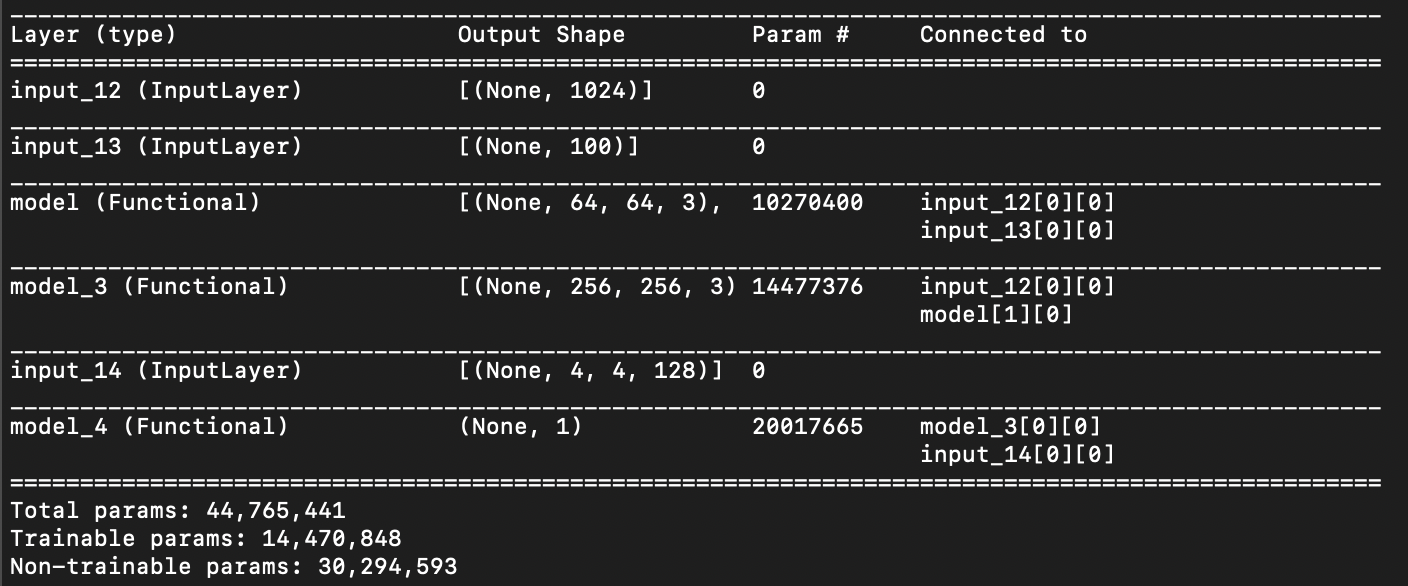 Layer (type) Output Shape Param # Connected to
input_12 (InputLayer) [(None, 1024)] 0
input_13 (InputLayer) [(None, 100)] 0
model (Functional) [(None, 64, 64, 3), 10270400 input_12[0][0]
input_13[0][0]
model_3 (Functional) [(None, 256, 256, 3) 14477376 input_12[0][0]
model[1][0]
input_14 (InputLayer) [(None, 4, 4, 128)] 0
model_4 (Functional) (None, 1) 20017665 model_3[0][0]
input_14[0][0]
Total params: 44,765,441
Trainable params: 14,470,848
Non-trainable params: 30,294,593